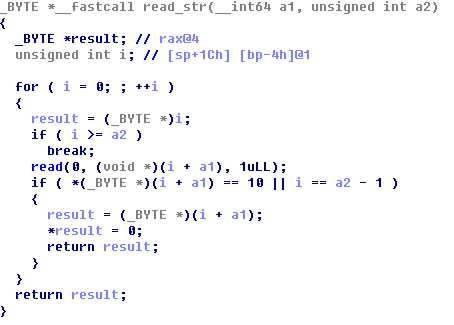 _BYTE *__fastcall read_str(__int64 a1, unsigned int a2)
{
  _BYTE *result; // rax@4
  unsigned int i; // [sp+1Ch] [bp-4h]@1

  for ( i = 0; ; ++i )
  {
    result = (_BYTE *)i;
    if ( i >= a2 )
      break;
    read(0, (void *)(i + a1), 1uLL);
    if ( *(_BYTE *)(i + a1) == 10 || i == a2 - 1 )
    {
      result = (_BYTE *)(i + a1);
      *result = 0;
      return result;
    }
  }
  return result;
}